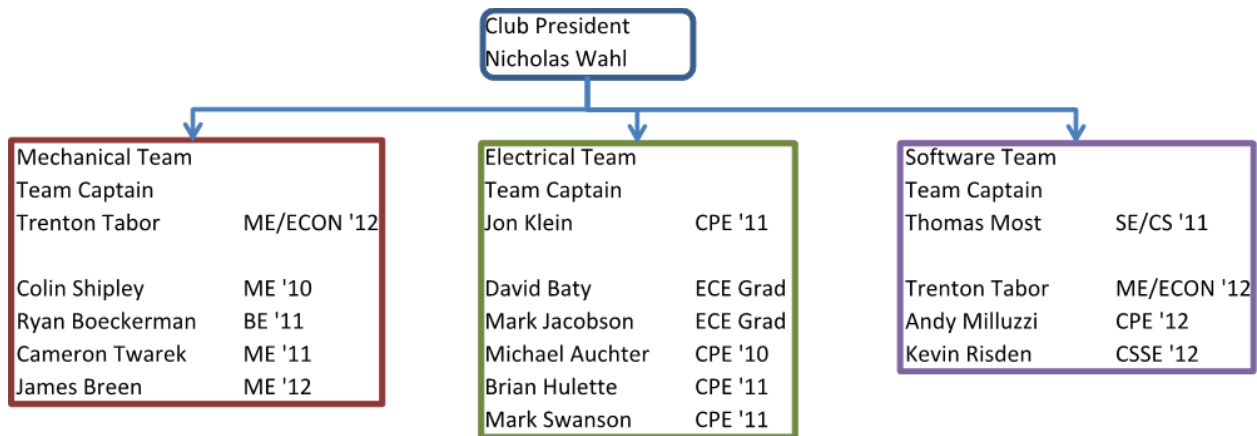 Club President
Nicholas Wahl
Mechanical Team
Team Captain
Trenton Tabor ME/ECON '12
Colin Shipley ME '10
Ryan Boeckerman BE '11
Cameron Twarek ME '11
James Breen ME '12
Electrical Team
Team Captain
Jon Klein CPE '11
David Baty ECE Grad
Mark Jacobson ECE Grad
Michael Auchter CPE '10
Brian Hulette CPE '11
Mark Swanson CPE '11
Software Team
Team Captain
Thomas Most SE/CS '11
Trenton Tabor ME/ECON '12
Andy Milluzzi CPE '12
Kevin Risden CSSE '12